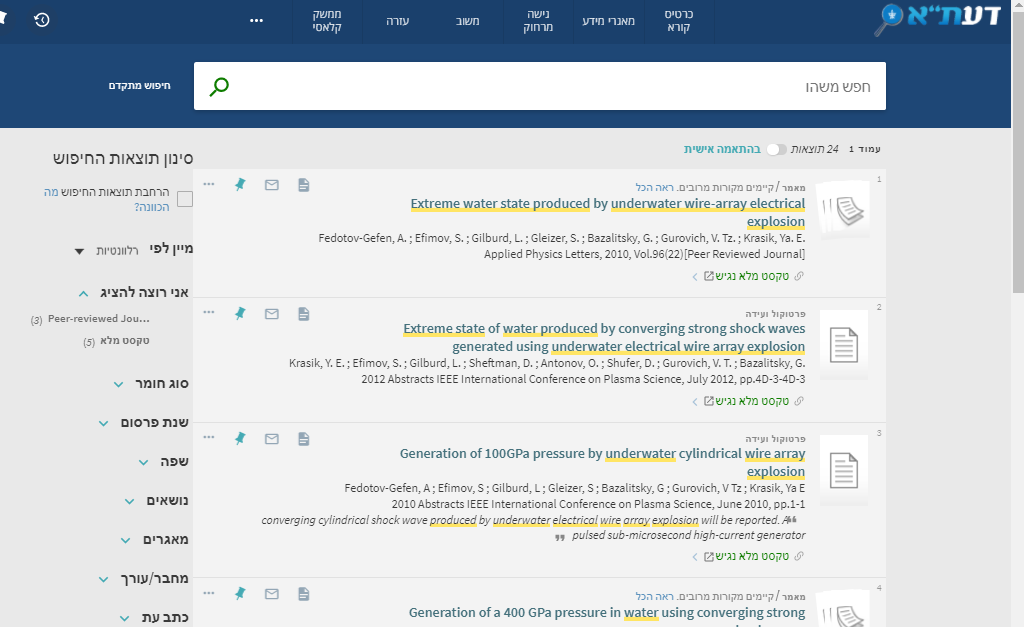 דעת"א
כרטיס קורא
מאגרי מידע
גישה מרחוק
משוב
עזרה
ממשק קלאסי
חפש משהו
חיפוש מתקדם
עמוד 1 24 תוצאות בהתאמה אישית
1
מאמר / קיימים מקורות מרובים. ראה הכל
Extreme water state produced by underwater wire-array electrical
explosion
Fedotov-Gefen, A. ; Efimov, S. ; Gilburd, L. ; Gleizer, S. ; Bazalitsky, G. ; Gurovich, V. Tz. ; Krasik, Ya. E.
Applied Physics Letters, 2010, Vol.96(22)[Peer Reviewed Journal]
טקסט מלא נגיש
2
פרטוקול ועידה
Extreme state of water produced by converging strong shock waves
generated using underwater electrical wire array explosion
Krasik, Y. E. ; Efimov, S. ; Gilburd, L. ; Sheftman, D. ; Antonov, O. ; Shufer, D. ; Gurovich, V. T. ; Bazalitsky, G.
2012 Abstracts IEEE International Conference on Plasma Science, July 2012, pp.4D-3-4D-3
טקסט מלא נגיש
3
פרטוקול ועידה
Generation of 100GPa pressure by underwater cylindrical wire array
explosion
Fedotov-Gefen, A ; Efimov, S ; Gilburd, L ; Gleizer, S ; Bazalitsky, G ; Gurovich, V Tz ; Krasik, Ya E
2010 Abstracts IEEE International Conference on Plasma Science, June 2010, pp.1-1
converging cylindrical shock wave produced by underwater electrical wire array explosion will be reported. A
pulsed sub-microsecond high-current generator
טקסט מלא נגיש
4
מאמר / קיימים מקורות מרובים. ראה הכל
Generation of a 400 GPa pressure in water using converging strong
סינון תוצאות החיפוש
הרחבת תוצאות החיפוש מה
הכוונה?
מיין לפי רלוונטיות
אני רוצה להציג
Peer-reviewed Jou... (3)
טקסט מלא (5)
סוג חומר
שנת פרסום
שפה
נושאים
מאגרים
מחבר/עורך
כתב עת